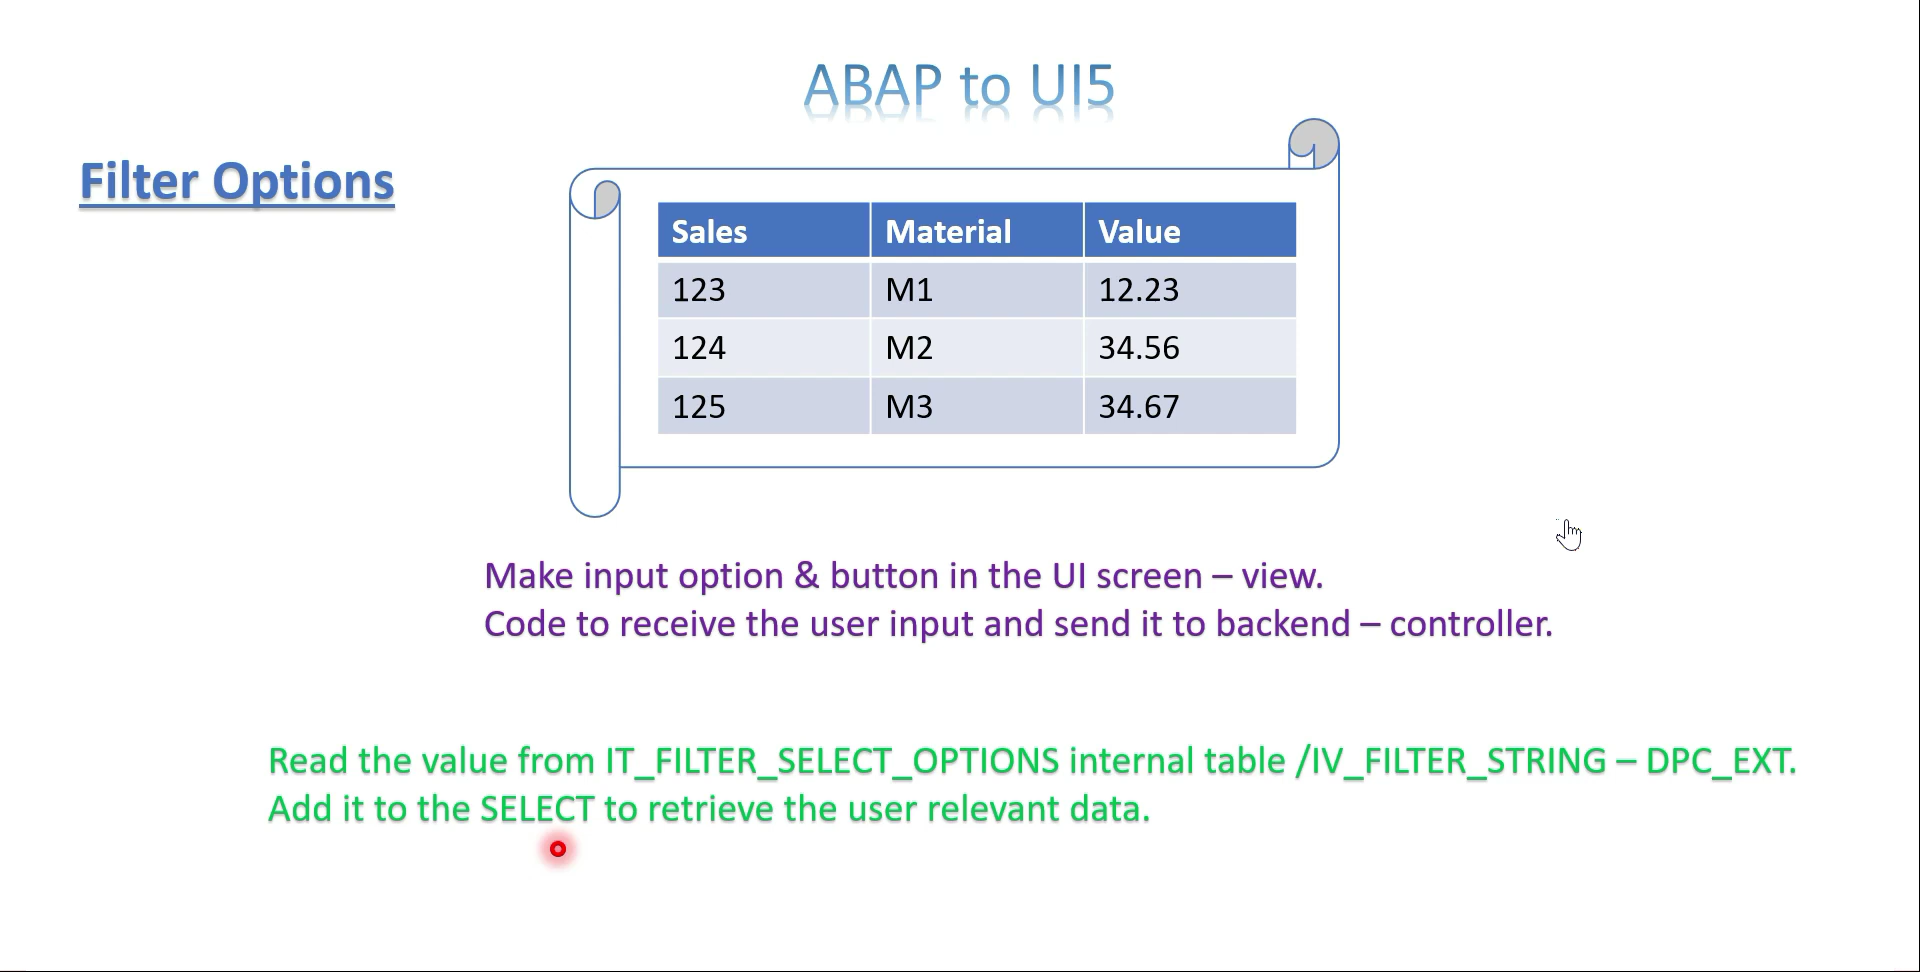 ABAP to UI5
Filter Options
Sales Material Value
123 M1 12.23
124 M2 34.56
125 M3 34.67
Make input option & button in the UI screen – view.
Code to receive the user input and send it to backend – controller.
Read the value from IT_FILTER_SELECT_OPTIONS internal table /IV_FILTER_STRING – DPC_EXT.
Add it to the SELECT to retrieve the user relevant data.